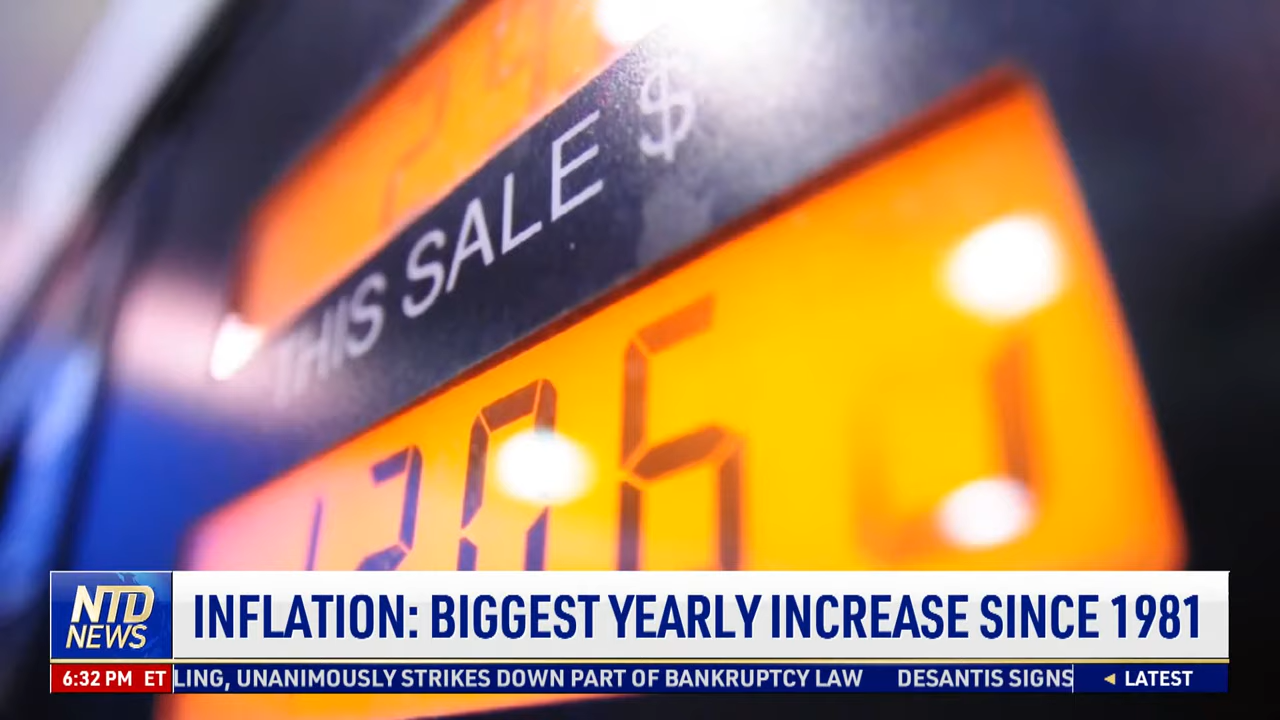 THIS SALE $
NTD
NEWS
INFLATION: BIGGEST YEARLY INCREASE SINCE 1981
6:32 PM ET
LING, UNANIMOUSLY STRIKES DOWN PART OF BANKRUPTCY LAW DESANTIS SIGNS
◄ LATEST